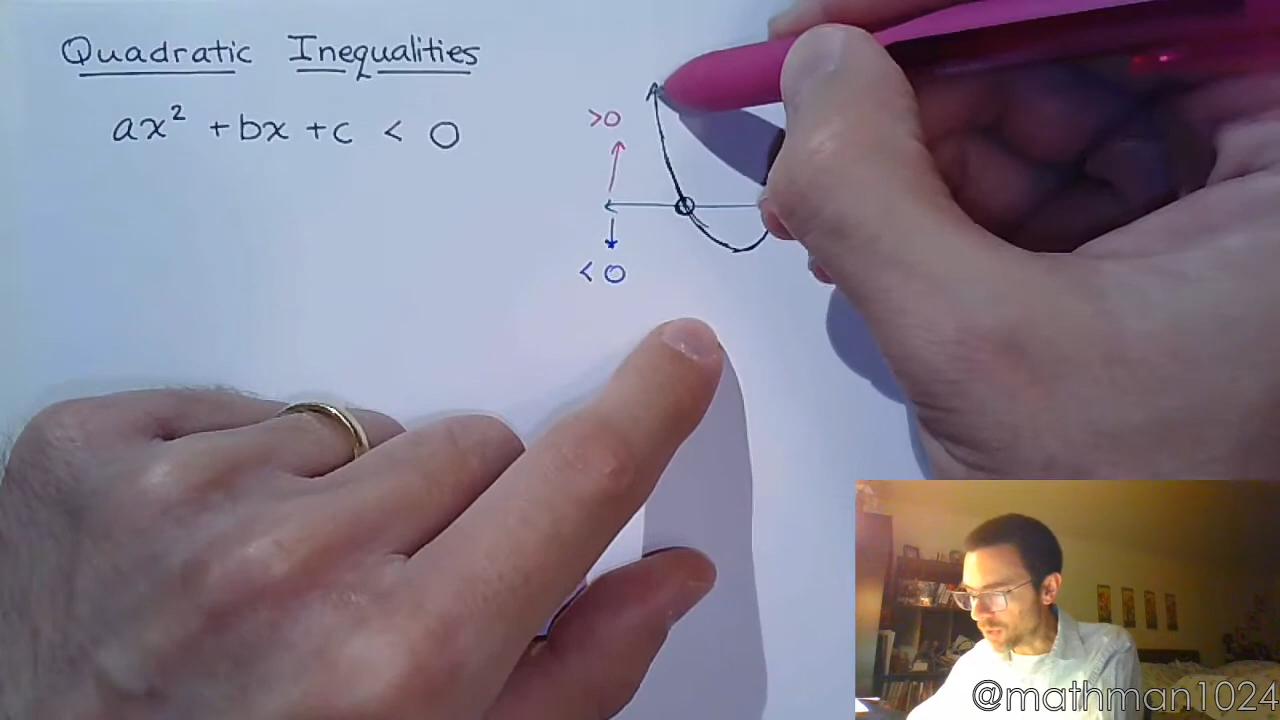 Quadratic Inequalities
ax² + bx + c < 0
>0
<0
@mathman1024